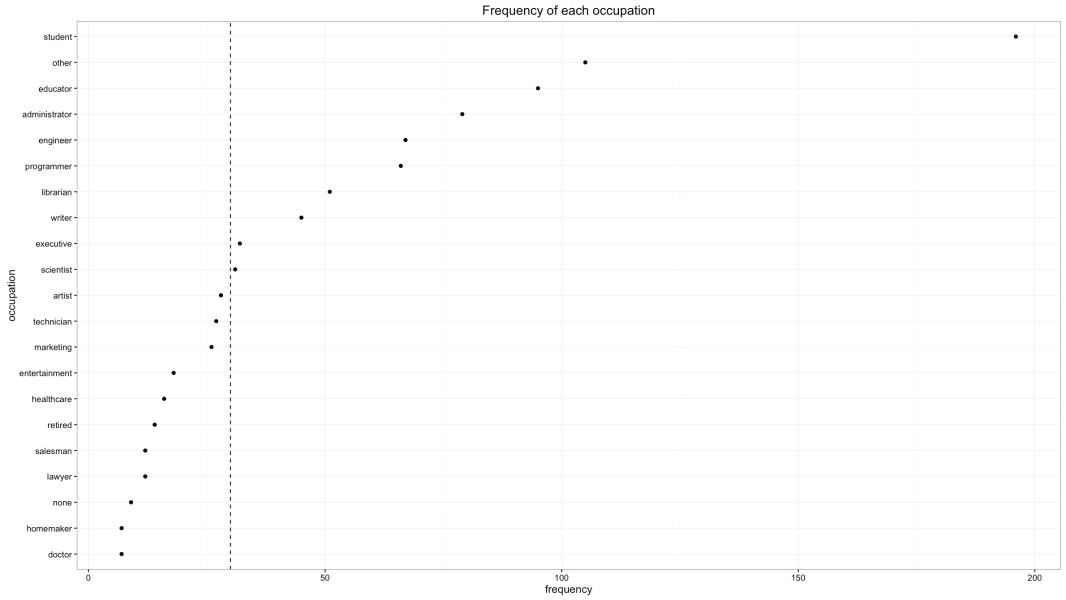 Frequency of each occupation
occupation
student
other
educator
administrator
engineer
programmer
librarian
writer
executive
scientist
artist
technician
marketing
entertainment
healthcare
retired
salesman
lawyer
none
homemaker
doctor
0 50 100 150 200
frequency